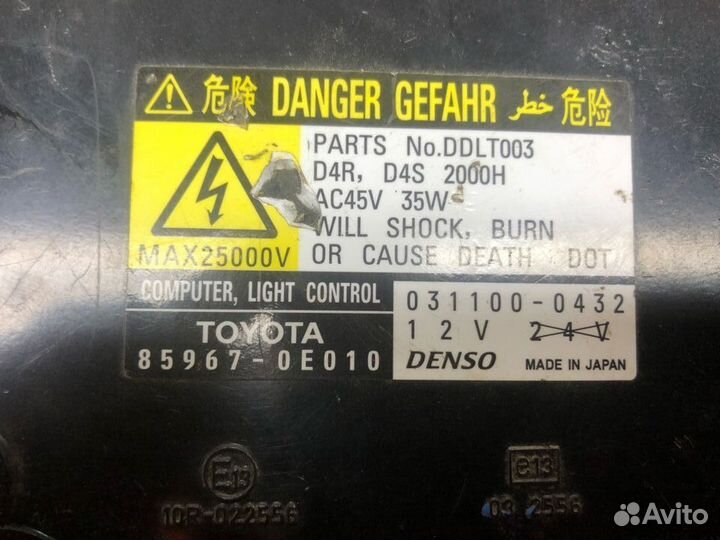 危険 DANGER GEFAHR خطر 危险
PARTS No.DDLT003
D4R, D4S 2000H
AC45V 35W
WILL SHOCK, BURN
OR CAUSE DEATH DOT
MAX25000V
COMPUTER, LIGHT CONTROL
TOYOTA
85967-0E010
031100-0432
12V 24V
DENSO MADE IN JAPAN
E13
10R-022556
e13
03 2556
Avito